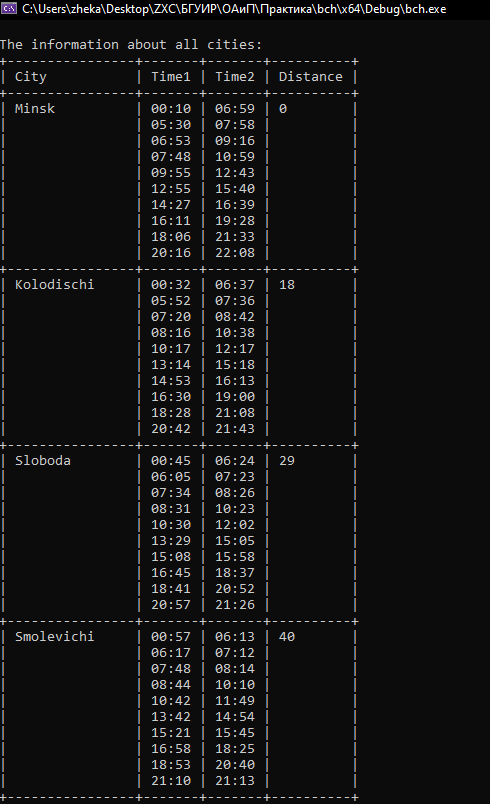 C:\Users\zheka\Desktop\ZXC\БГУИР\ОАиП\Практика\bch\x64\Debug\bch.exe
The information about all cities:
+----------------+-------+-------+----------+
| City | Time1 | Time2 | Distance |
+----------------+-------+-------+----------+
| Minsk | 00:10 | 06:59 | 0 |
| | 05:30 | 07:58 | |
| | 06:53 | 09:16 | |
| | 07:48 | 10:59 | |
| | 09:55 | 12:43 | |
| | 12:55 | 15:40 | |
| | 14:27 | 16:39 | |
| | 16:11 | 19:28 | |
| | 18:06 | 21:33 | |
| | 20:16 | 22:08 | |
+----------------+-------+-------+----------+
| Kolodischi | 00:32 | 06:37 | 18 |
| | 05:52 | 07:36 | |
| | 07:20 | 08:42 | |
| | 08:16 | 10:38 | |
| | 10:17 | 12:17 | |
| | 13:14 | 15:18 | |
| | 14:53 | 16:13 | |
| | 16:30 | 19:00 | |
| | 18:28 | 21:08 | |
| | 20:42 | 21:43 | |
+----------------+-------+-------+----------+
| Sloboda | 00:45 | 06:24 | 29 |
| | 06:05 | 07:23 | |
| | 07:34 | 08:26 | |
| | 08:31 | 10:23 | |
| | 10:30 | 12:02 | |
| | 13:29 | 15:05 | |
| | 15:08 | 15:58 | |
| | 16:45 | 18:37 | |
| | 18:41 | 20:52 | |
| | 20:57 | 21:26 | |
+----------------+-------+-------+----------+
| Smolevichi | 00:57 | 06:13 | 40 |
| | 06:17 | 07:12 | |
| | 07:48 | 08:14 | |
| | 08:44 | 10:10 | |
| | 10:42 | 11:49 | |
| | 13:42 | 14:54 | |
| | 15:21 | 15:45 | |
| | 16:58 | 18:25 | |
| | 18:53 | 20:40 | |
| | 21:10 | 21:13 | |
+----------------+-------+-------+----------+